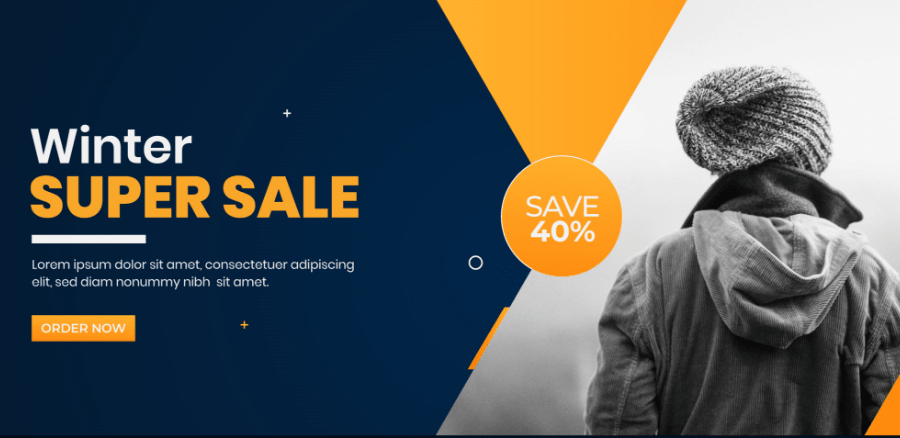 Winter
SUPER SALE
Lorem ipsum dolor sit amet, consectetuer adipiscing
elit, sed diam nonummy nibh sit amet.
ORDER NOW
SAVE
40%